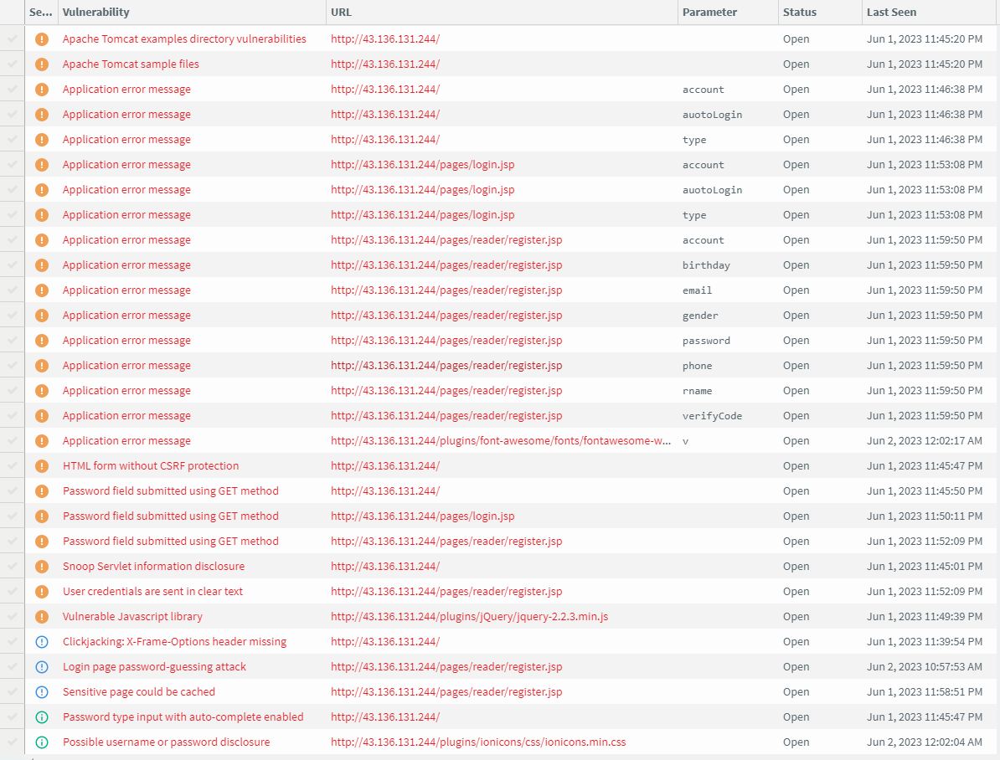 Se... Vulnerability URL Parameter Status Last Seen
Apache Tomcat examples directory vulnerabilities http://43.136.131.244/ Open Jun 1, 2023 11:45:20 PM
Apache Tomcat sample files http://43.136.131.244/ Open Jun 1, 2023 11:45:20 PM
Application error message http://43.136.131.244/ account Open Jun 1, 2023 11:46:38 PM
Application error message http://43.136.131.244/ auotoLogin Open Jun 1, 2023 11:46:38 PM
Application error message http://43.136.131.244/ type Open Jun 1, 2023 11:46:38 PM
Application error message http://43.136.131.244/pages/login.jsp account Open Jun 1, 2023 11:53:08 PM
Application error message http://43.136.131.244/pages/login.jsp auotoLogin Open Jun 1, 2023 11:53:08 PM
Application error message http://43.136.131.244/pages/login.jsp type Open Jun 1, 2023 11:53:08 PM
Application error message http://43.136.131.244/pages/reader/register.jsp account Open Jun 1, 2023 11:59:50 PM
Application error message http://43.136.131.244/pages/reader/register.jsp birthday Open Jun 1, 2023 11:59:50 PM
Application error message http://43.136.131.244/pages/reader/register.jsp email Open Jun 1, 2023 11:59:50 PM
Application error message http://43.136.131.244/pages/reader/register.jsp gender Open Jun 1, 2023 11:59:50 PM
Application error message http://43.136.131.244/pages/reader/register.jsp password Open Jun 1, 2023 11:59:50 PM
Application error message http://43.136.131.244/pages/reader/register.jsp phone Open Jun 1, 2023 11:59:50 PM
Application error message http://43.136.131.244/pages/reader/register.jsp rname Open Jun 1, 2023 11:59:50 PM
Application error message http://43.136.131.244/pages/reader/register.jsp verifyCode Open Jun 1, 2023 11:59:50 PM
Application error message http://43.136.131.244/plugins/font-awesome/fonts/fontawesome-w... v Open Jun 2, 2023 12:02:17 AM
HTML form without CSRF protection http://43.136.131.244/ Open Jun 1, 2023 11:45:47 PM
Password field submitted using GET method http://43.136.131.244/ Open Jun 1, 2023 11:45:50 PM
Password field submitted using GET method http://43.136.131.244/pages/login.jsp Open Jun 1, 2023 11:50:11 PM
Password field submitted using GET method http://43.136.131.244/pages/reader/register.jsp Open Jun 1, 2023 11:52:09 PM
Snoop Servlet information disclosure http://43.136.131.244/ Open Jun 1, 2023 11:45:01 PM
User credentials are sent in clear text http://43.136.131.244/pages/reader/register.jsp Open Jun 1, 2023 11:52:09 PM
Vulnerable Javascript library http://43.136.131.244/plugins/jQuery/jquery-2.2.3.min.js Open Jun 1, 2023 11:49:39 PM
Clickjacking: X-Frame-Options header missing http://43.136.131.244/ Open Jun 1, 2023 11:39:54 PM
Login page password-guessing attack http://43.136.131.244/pages/reader/register.jsp Open Jun 2, 2023 10:57:53 AM
Sensitive page could be cached http://43.136.131.244/pages/reader/register.jsp Open Jun 1, 2023 11:58:51 PM
Password type input with auto-complete enabled http://43.136.131.244/ Open Jun 1, 2023 11:45:47 PM
Possible username or password disclosure http://43.136.131.244/plugins/ionicons/css/ionicons.min.css Open Jun 2, 2023 12:02:04 AM